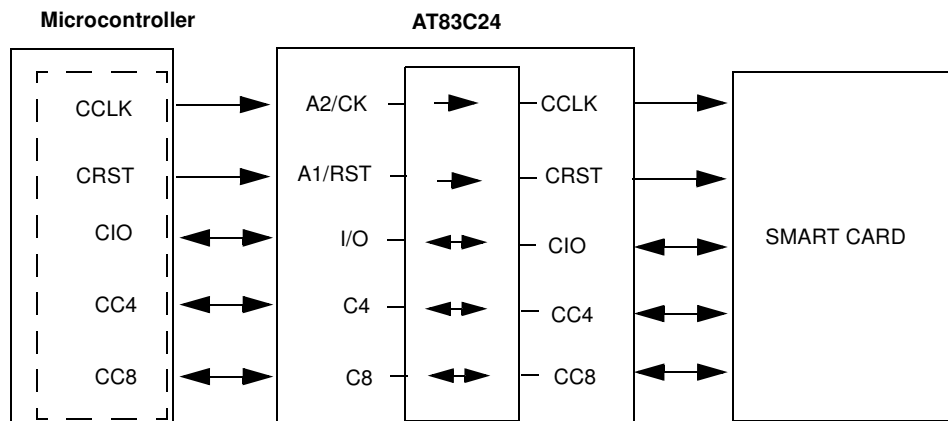 Microcontroller
AT83C24
CCLK
A2/CK
CCLK
CRST
A1/RST
CRST
CIO
I/O
CIO
SMART CARD
CC4
C4
CC4
CC8
C8
CC8